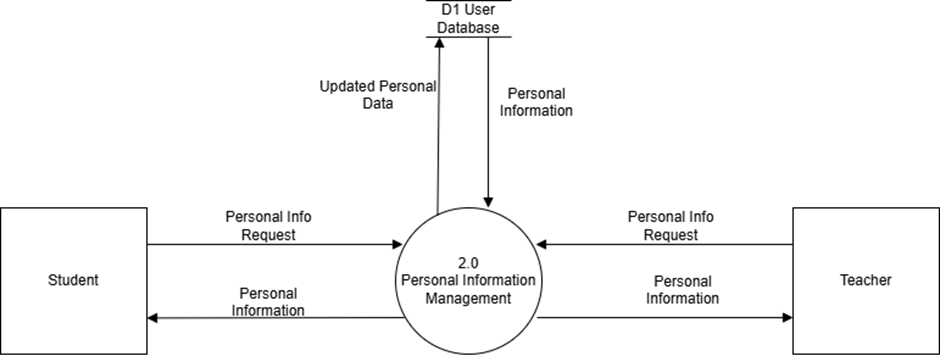 D1 User
Database
Updated Personal
Data
Personal
Information
Personal Info
Request
Personal Info
Request
Student
2.0
Personal Information
Management
Teacher
Personal
Information
Personal
Information